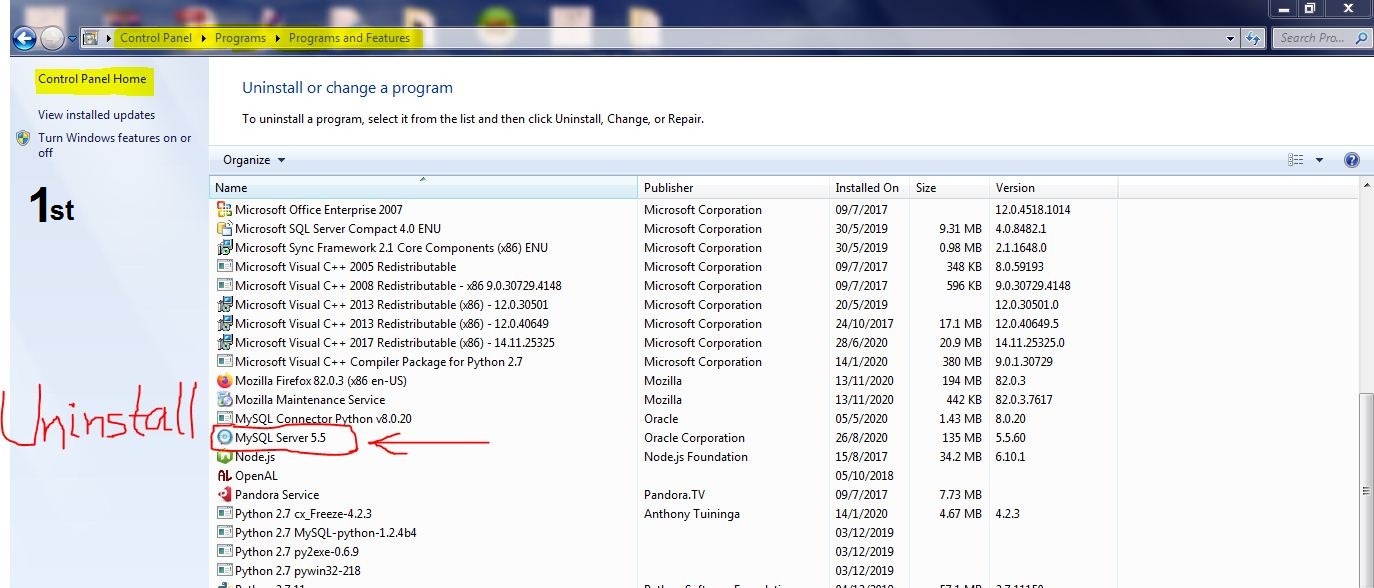 Control Panel ▸ Programs ▸ Programs and Features
Search Pro...
Control Panel Home
View installed updates
Turn Windows features on or
off
1st
Uninstall
Uninstall or change a program
To uninstall a program, select it from the list and then click Uninstall, Change, or Repair.
Organize
Name Publisher Installed On Size Version
Microsoft Office Enterprise 2007 Microsoft Corporation 09/7/2017 12.0.4518.1014
Microsoft SQL Server Compact 4.0 ENU Microsoft Corporation 30/5/2019 9.31 MB 4.0.8482.1
Microsoft Sync Framework 2.1 Core Components (x86) ENU Microsoft Corporation 30/5/2019 0.98 MB 2.1.1648.0
Microsoft Visual C++ 2005 Redistributable Microsoft Corporation 09/7/2017 348 KB 8.0.59193
Microsoft Visual C++ 2008 Redistributable - x86 9.0.30729.4148 Microsoft Corporation 09/7/2017 596 KB 9.0.30729.4148
Microsoft Visual C++ 2013 Redistributable (x86) - 12.0.30501 Microsoft Corporation 20/5/2019 12.0.30501.0
Microsoft Visual C++ 2013 Redistributable (x86) - 12.0.40649 Microsoft Corporation 24/10/2017 17.1 MB 12.0.40649.5
Microsoft Visual C++ 2017 Redistributable (x86) - 14.11.25325 Microsoft Corporation 28/6/2020 20.9 MB 14.11.25325.0
Microsoft Visual C++ Compiler Package for Python 2.7 Microsoft Corporation 14/1/2020 380 MB 9.0.1.30729
Mozilla Firefox 82.0.3 (x86 en-US) Mozilla 13/11/2020 194 MB 82.0.3
Mozilla Maintenance Service Mozilla 13/11/2020 442 KB 82.0.3.7617
MySQL Connector Python v8.0.20 Oracle 05/5/2020 1.43 MB 8.0.20
MySQL Server 5.5 Oracle Corporation 26/8/2020 135 MB 5.5.60
Node.js Node.js Foundation 15/8/2017 34.2 MB 6.10.1
AL OpenAL 05/10/2018
Pandora Service Pandora.TV 09/7/2017 7.73 MB
Python 2.7 cx_Freeze-4.2.3 Anthony Tuininga 14/1/2020 4.67 MB 4.2.3
Python 2.7 MySQL-python-1.2.4b4 03/12/2019
Python 2.7 py2exe-0.6.9 03/12/2019
Python 2.7 pywin32-218 03/12/2019